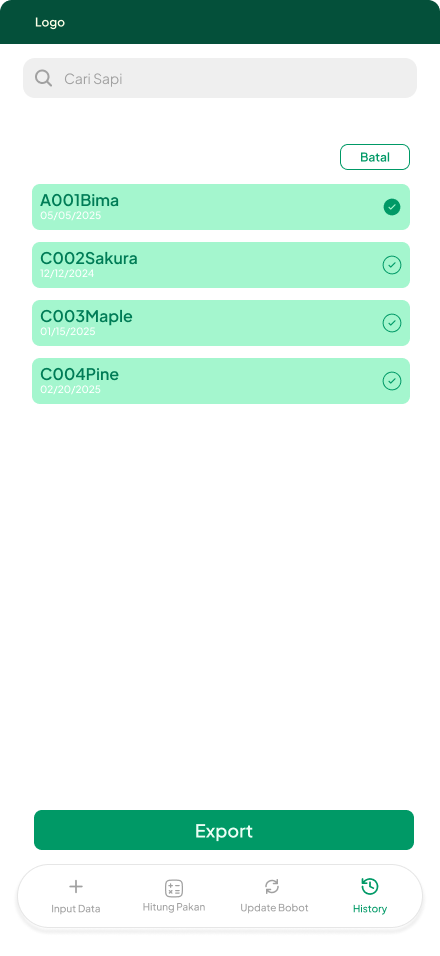 Logo
Cari Sapi
Batal
A001Bima
05/05/2025
C002Sakura
12/12/2024
C003Maple
01/15/2025
C004Pine
02/20/2025
Export
Input Data
Hitung Pakan
Update Bobot
History